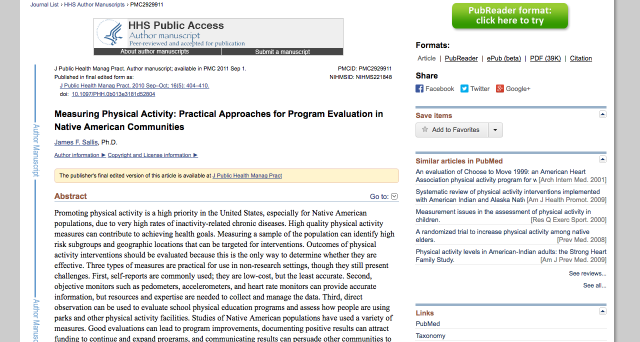 Journal List > HHS Author Manuscripts > PMC2929911
HHS Public Access
Author manuscript
Peer-reviewed and accepted for publication
About author manuscripts
Submit a manuscript
J Public Health Manag Pract. Author manuscript; available in PMC 2011 Sep 1.
PMCID: PMC2929911
Published in final edited form as:
NIHMSID: NIHMS221848
J Public Health Manag Pract. 2010 Sep–Oct; 16(5): 404–410.
doi: 10.1097/PHH.0b013e3181d52804
Measuring Physical Activity: Practical Approaches for Program Evaluation in
Native American Communities
James F. Sallis, Ph.D.
Author information ► Copyright and License information ►
The publisher's final edited version of this article is available at J Public Health Manag Pract
Abstract
Go to:
Promoting physical activity is a high priority in the United States, especially for Native American
populations, due to very high rates of inactivity-related chronic diseases. High quality physical activity
measures can contribute to achieving health goals. Measuring a sample of the population can identify high
risk subgroups and geographic locations that can be targeted for interventions. Outcomes of physical
activity interventions should be evaluated because this is the only way to determine whether they are
effective. Three types of measures are practical for use in non-research settings, though they still present
challenges. First, self-reports are commonly used; they are low-cost, but the least accurate. Second,
objective monitors such as pedometers, accelerometers, and heart rate monitors can provide accurate
information, but resources and expertise are needed to collect and manage the data. Third, direct
observation can be used to evaluate school physical education programs and assess how people are using
parks and other physical activity facilities. Studies of Native American populations have used a variety of
measures. Good evaluations can lead to program improvements, documenting positive results can attract
funding to continue and expand programs, and communicating results can persuade other communities to
Author Manuscript
Author Manus
PubReader format:
click here to try
Formats:
Article | PubReader | ePub (beta) | PDF (39K) | Citation
Share
Facebook Twitter Google+
Save items
Add to Favorites
Similar articles in PubMed
An evaluation of Choose to Move 1999: an American Heart
Association physical activity program for w [Arch Intern Med. 2001]
Systematic review of physical activity interventions implemented
with American Indian and Alaska Nati [Am J Health Promot. 2009]
Measurement issues in the assessment of physical activity in
children. [Res Q Exerc Sport. 2000]
A randomized trial to increase physical activity among native
elders. [Prev Med. 2008]
Physical activity levels in American-Indian adults: the Strong Heart
Family Study. [Am J Prev Med. 2009]
See reviews...
See all...
Links
PubMed
Taxonomy